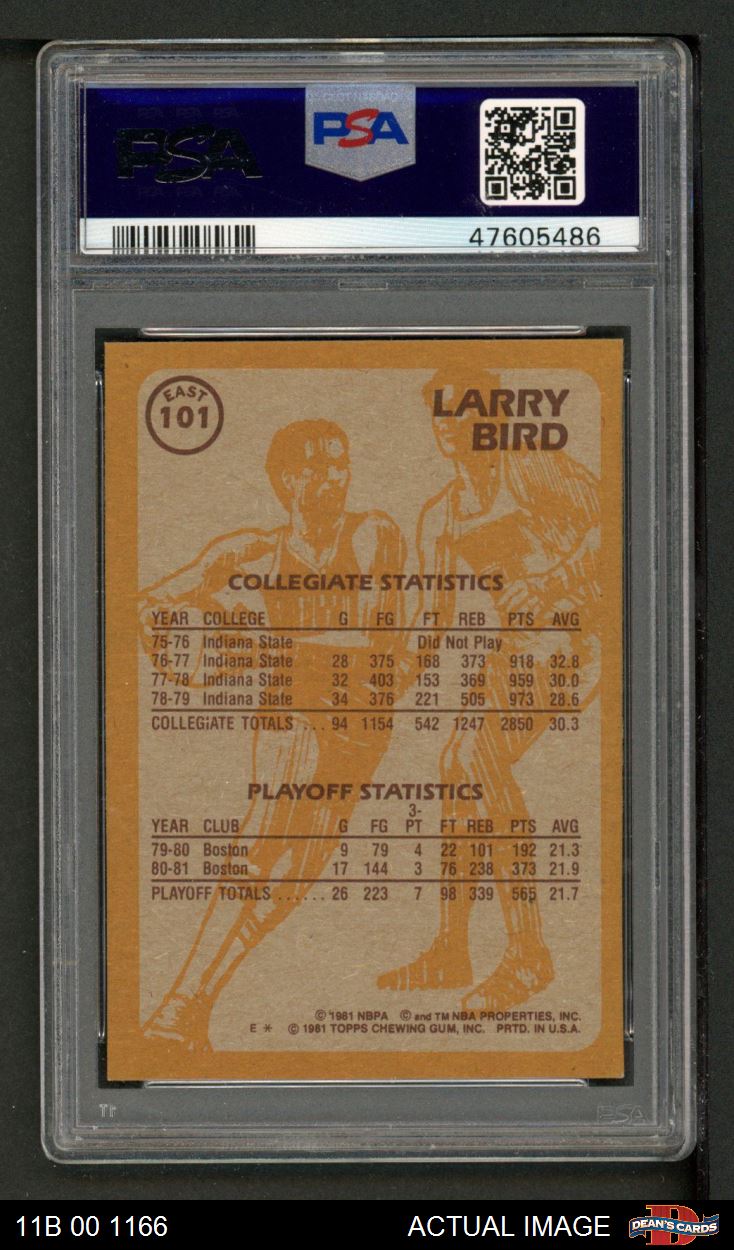 PSA
PSA
47605486
EAST
101
LARRY
BIRD
COLLEGIATE STATISTICS
YEAR COLLEGE G FG FT REB PTS AVG
75-76 Indiana State Did Not Play
76-77 Indiana State 28 375 168 373 918 32.8
77-78 Indiana State 32 403 153 369 959 30.0
78-79 Indiana State 34 376 221 505 973 28.6
COLLEGIATE TOTALS ... 94 1154 542 1247 2850 30.3
PLAYOFF STATISTICS
3-
YEAR CLUB G FG PT FT REB PTS AVG
79-80 Boston 9 79 4 22 101 192 21.3
80-81 Boston 17 144 3 76 238 373 21.9
PLAYOFF TOTALS ...... 26 223 7 98 339 565 21.7
© 1981 NBPA © and TM NBA PROPERTIES, INC.
E * © 1981 TOPPS CHEWING GUM, INC. PRTD. IN U.S.A.
PSA
11B 00 1166 ACTUAL IMAGE
DEAN'S CARDS